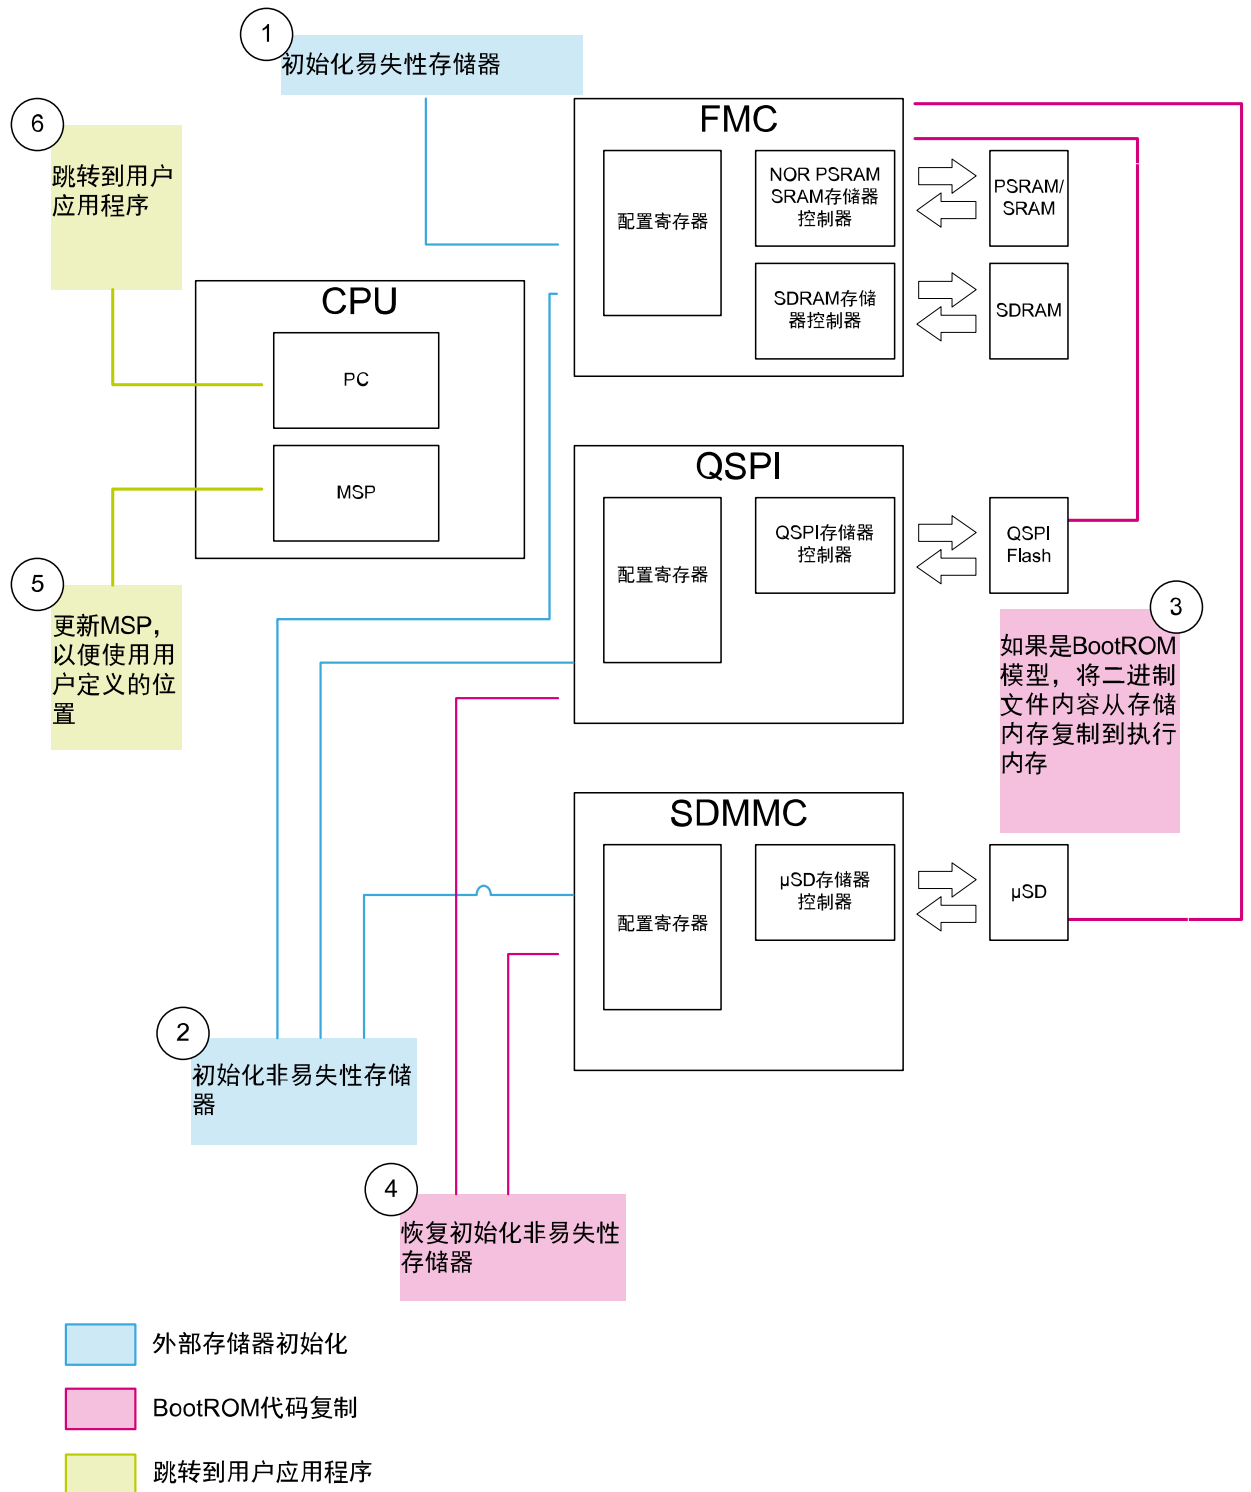 1
初始化易失性存储器
6
跳转到用户
应用程序
FMC
配置寄存器
NOR PSRAM
SRAM存储器
控制器
PSRAM/
SRAM
SDRAM存储
器控制器
SDRAM
CPU
PC
MSP
QSPI
配置寄存器
QSPI存储器
控制器
QSPI
Flash
5
更新MSP，
以便使用用
户定义的位
置
3
如果是BootROM
模型，将二进制
文件内容从存储
内存复制到执行
内存
SDMMC
配置寄存器
μSD存储器
控制器
μSD
2
初始化非易失性存储
器
4
恢复初始化非易失性
存储器
外部存储器初始化
BootROM代码复制
跳转到用户应用程序